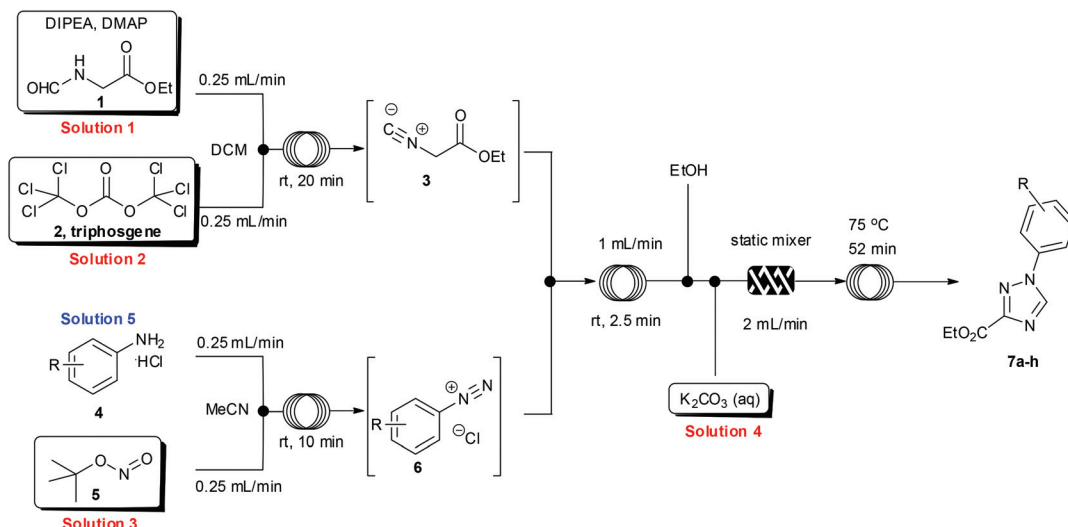 DIPEA, DMAP
OHC
H
N
O
OEt
1
Solution 1
0.25 mL/min
Cl
Cl
Cl
O
O
O
Cl
Cl
Cl
2, triphosgene
Solution 2
0.25 mL/min
DCM
rt, 20 min
⊖
C
⊕
N
O
OEt
3
Solution 5
R
NH2
·HCl
4
0.25 mL/min
O
N
O
5
Solution 3
0.25 mL/min
MeCN
rt, 10 min
R
⊕
N
N
⊖Cl
6
1 mL/min
rt, 2.5 min
EtOH
K2CO3 (aq)
Solution 4
static mixer
2 mL/min
75 ºC
52 min
R
N
N
N
EtO2C
7a-h